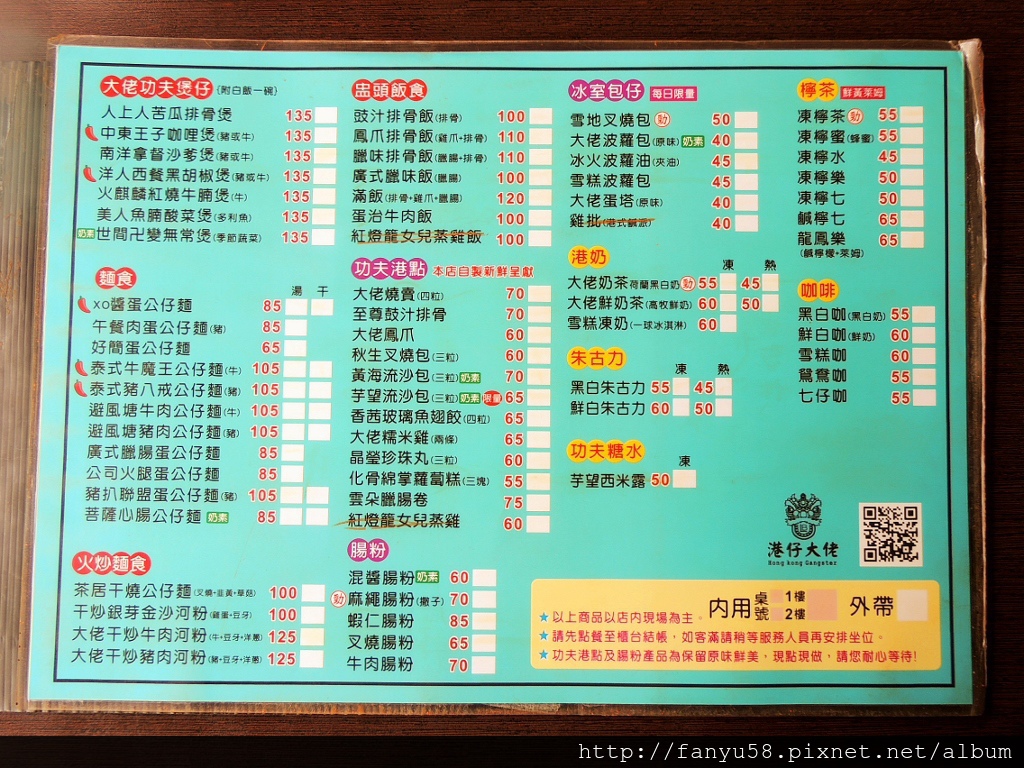 大佬功夫煲仔(附白飯一碗)
人上人苦瓜排骨煲 135
中東王子咖哩煲(豬或牛) 135
南洋拿督沙爹煲(豬或牛) 135
洋人西餐黑胡椒煲(豬或牛) 135
火麒麟紅燒牛腩煲(牛) 135
美人魚腩酸菜煲(多利魚) 135
奶素 世間卍變無常煲(季節蔬菜) 135
麵食
湯 干
xo醬蛋公仔麵 85
午餐肉蛋公仔麵(豬) 85
好簡蛋公仔麵 65
泰式牛魔王公仔麵(牛) 105
泰式豬八戒公仔麵(豬) 105
避風塘牛肉公仔麵(牛) 105
避風塘豬肉公仔麵(豬) 105
廣式臘腸蛋公仔麵 85
公司火腿蛋公仔麵 85
豬扒聯盟蛋公仔麵(豬) 105
菩薩心腸公仔麵 奶素 85
火炒麵食
茶居干燒公仔麵(叉燒+韮黃+草菇) 100
干炒銀芽金沙河粉(雞蛋+豆牙) 100
大佬干炒牛肉河粉(牛+豆牙+洋蔥) 125
大佬干炒豬肉河粉(豬+豆牙+洋蔥) 125
盅頭飯食
豉汁排骨飯(排骨) 100
鳳爪排骨飯(雞爪+排骨) 110
臘味排骨飯(臘腸+排骨) 110
廣式臘味飯(臘腸) 100
滿飯(排骨+雞爪+臘腸) 120
蛋治牛肉飯 100
紅燈龍女兒蒸雞飯 100
功夫港點 本店自製新鮮呈獻
大佬燒賣(四粒) 70
至尊豉汁排骨 70
大佬鳳爪 60
秋生叉燒包(三粒) 60
黃海流沙包(三粒) 奶素 70
芋望流沙包(三粒) 奶素 限量 65
香茜玻璃魚翅餃(四粒) 60
大佬糯米雞(兩條) 65
晶瑩珍珠丸(三粒) 60
化骨綿掌蘿蔔糕(三塊) 55
雲朵臘腸卷 75
紅燈龍女兒蒸雞 60
腸粉
混醬腸粉 奶素 60
勁 麻繩腸粉(撒子) 70
蝦仁腸粉 85
叉燒腸粉 65
牛肉腸粉 70
冰室包仔 每日限量
雪地叉燒包 勁 50
大佬波蘿包(原味) 奶素 40
冰火波蘿油(夾油) 45
雪糕波蘿包 45
大佬蛋塔(原味) 40
雞批(港式鹹派) 40
港奶
凍 熱
大佬奶茶 荷蘭黑白奶 勁 55 45
大佬鮮奶茶(高牧鮮奶) 60 50
雪糕凍奶(一球冰淇淋) 60
朱古力
凍 熱
黑白朱古力 55 45
鮮白朱古力 60 50
功夫糖水
凍
芋望西米露 50
檸茶 鮮黃萊姆
凍檸茶 勁 55
凍檸蜜(蜂蜜) 55
凍檸水 45
凍檸樂 50
凍檸七 50
鹹檸七 65
龍鳳樂 65
(鹹檸檬+萊姆)
咖啡
黑白咖(黑白奶) 55
鮮白咖(鮮奶) 60
雪糕咖 60
鴛鴦咖 55
七仔咖 55
港仔大佬
Hong kong Gangster
內用 桌號 1樓 2樓 外帶
★以上商品以店內現場為主。
★請先點餐至櫃台結帳，如客滿請稍等服務人員再安排坐位。
★功夫港點及腸粉產品為保留原味鮮美，現點現做，請您耐心等待!
http://fanyu58.pixnet.net/album